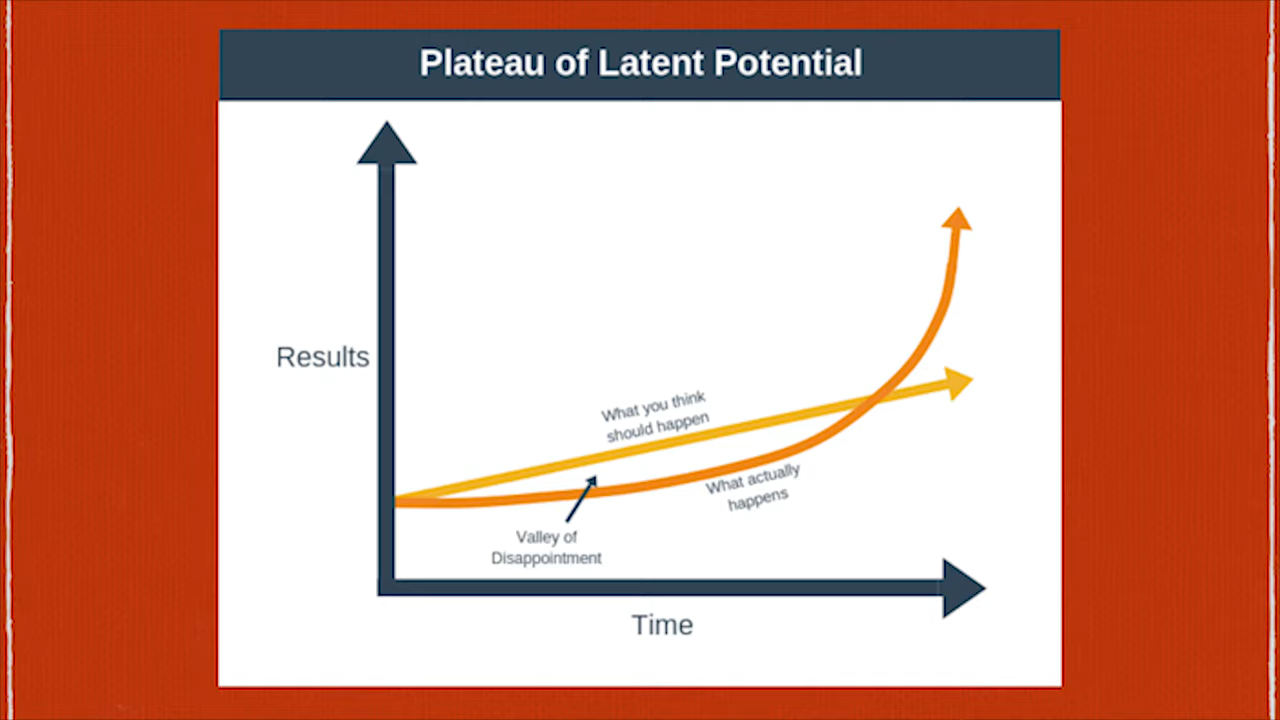 Plateau of Latent Potential
Results
What you think
should happen
What actually
happens
Valley of
Disappointment
Time